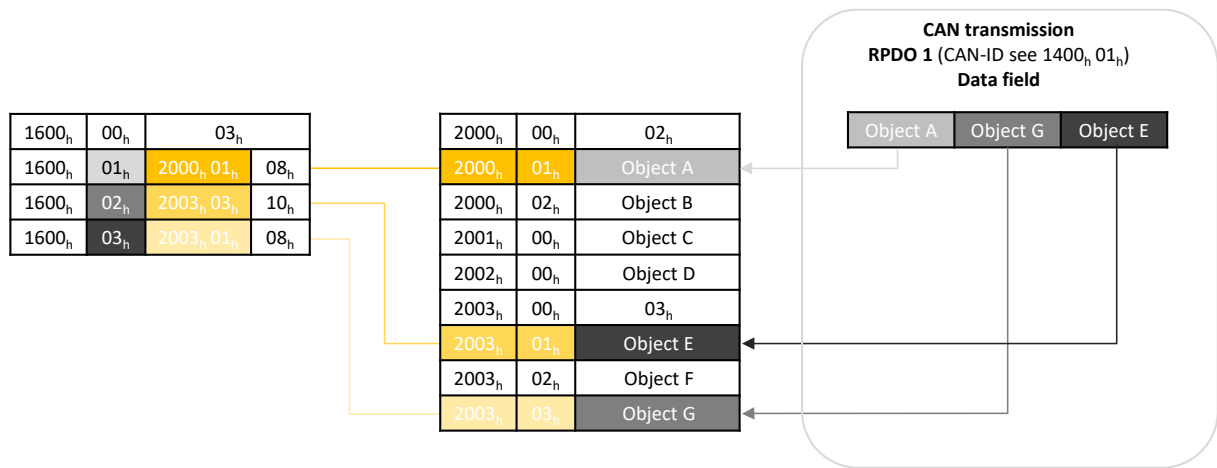 CAN transmission
RPDO 1 (CAN-ID see 1400h 01h)
Data field
Object A Object G Object E
1600h 00h 03h
1600h 01h 2000h 01h 08h
1600h 02h 2003h 03h 10h
1600h 03h 2003h 01h 08h
2000h 00h 02h
2000h 01h Object A
2000h 02h Object B
2001h 00h Object C
2002h 00h Object D
2003h 00h 03h
2003h 01h Object E
2003h 02h Object F
2003h 03h Object G